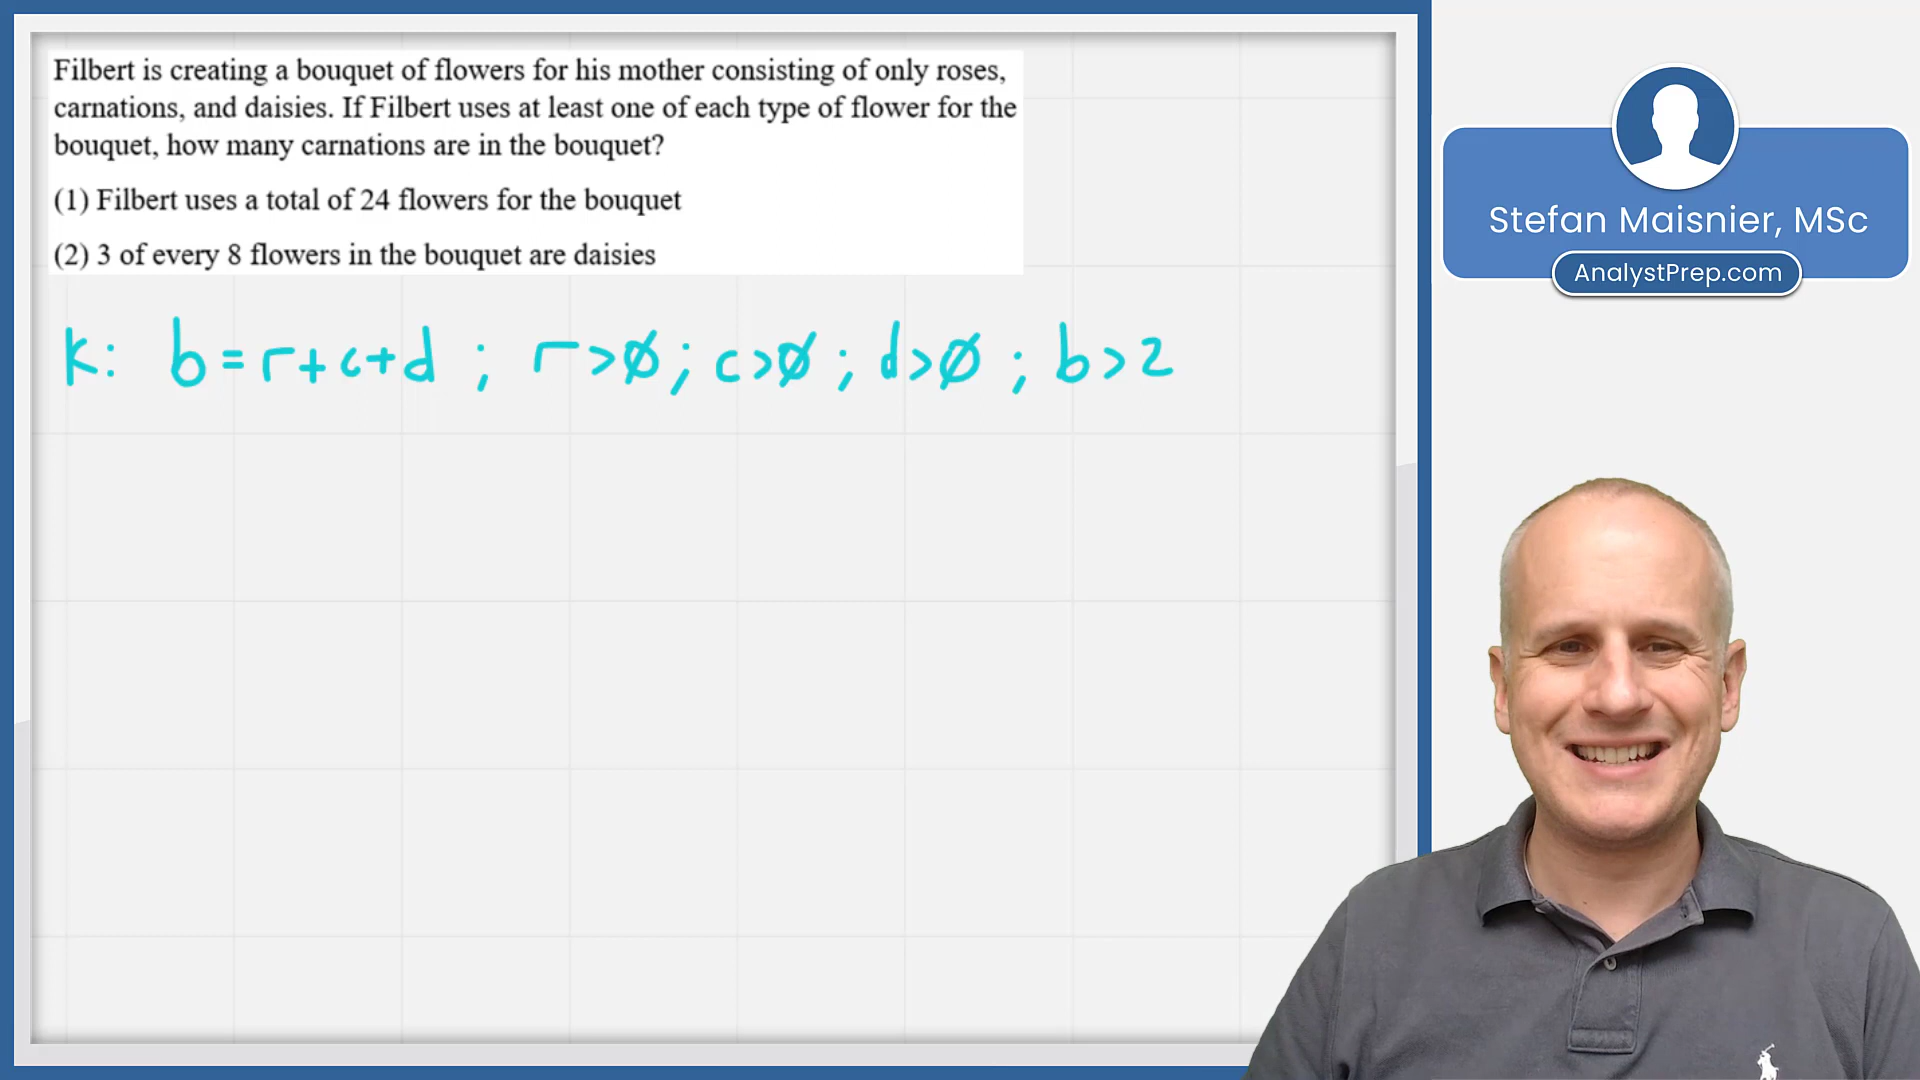 Filbert is creating a bouquet of flowers for his mother consisting of only roses,
carnations, and daisies. If Filbert uses at least one of each type of flower for the
bouquet, how many carnations are in the bouquet?
(1) Filbert uses a total of 24 flowers for the bouquet
(2) 3 of every 8 flowers in the bouquet are daisies
K: b=r+c+d ; r>0; c>0; d>0; b>2
Stefan Maisnier, MSc
AnalystPrep.com